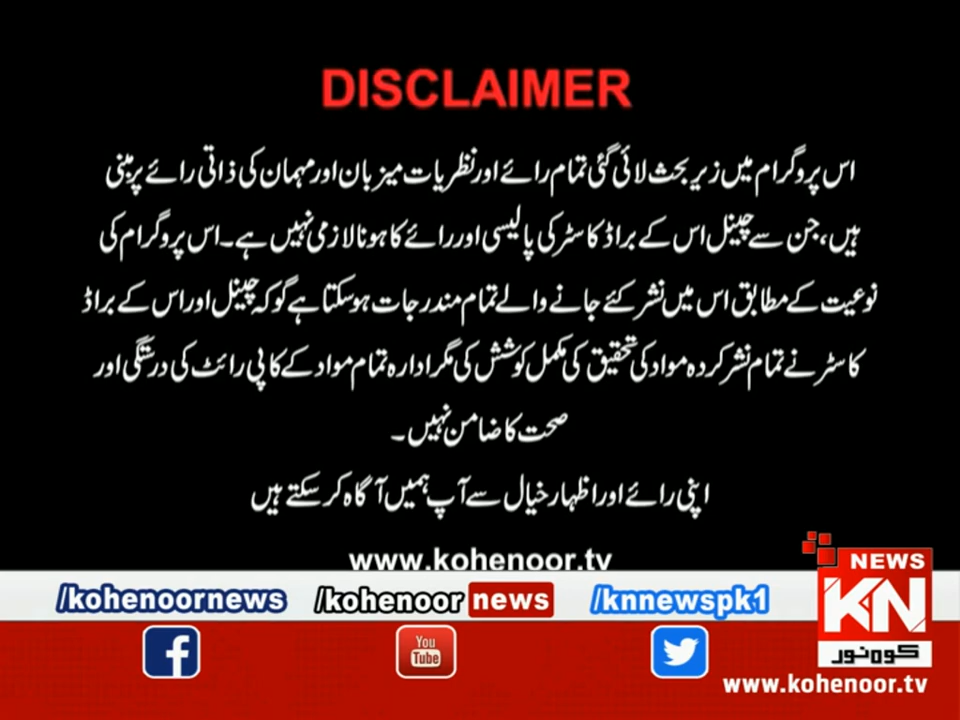 DISCLAIMER
اس پروگرام میں زیرِ بحث لائی گئی تمام رائے اور نظریات میزبان اور مہمان کی ذاتی رائے پر مبنی
ہیں، جن سے چینل اس کے براڈ کاسٹر کی پالیسی اور رائے کا ہونا لازمی نہیں ہے۔ اس پروگرام کی
نوعیت کے مطابق اس میں نشر کئے جانے والے تمام مندرجات ہو سکتا ہے گو کہ چینل اور اس کے براڈ
کاسٹر نے تمام نشر کردہ مواد کی تحقیق کی مکمل کوشش کی مگر ادارہ تمام مواد کے کاپی رائٹ کی درستگی اور
صحت کا ضامن نہیں۔
اپنی رائے اور اظہار خیال سے آپ ہمیں آگاہ کر سکتے ہیں
www.kohenoor.tv
/kohenoornews /kohenoor news /knnewspk1
You Tube
NEWS
KN
کوہ نور
www.kohenoor.tv